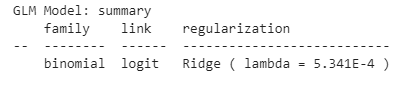 GLM Model: summary
    family    link    regularization
--  --------  ------  ---------------------------
    binomial  logit   Ridge ( lambda = 5.341E-4 )